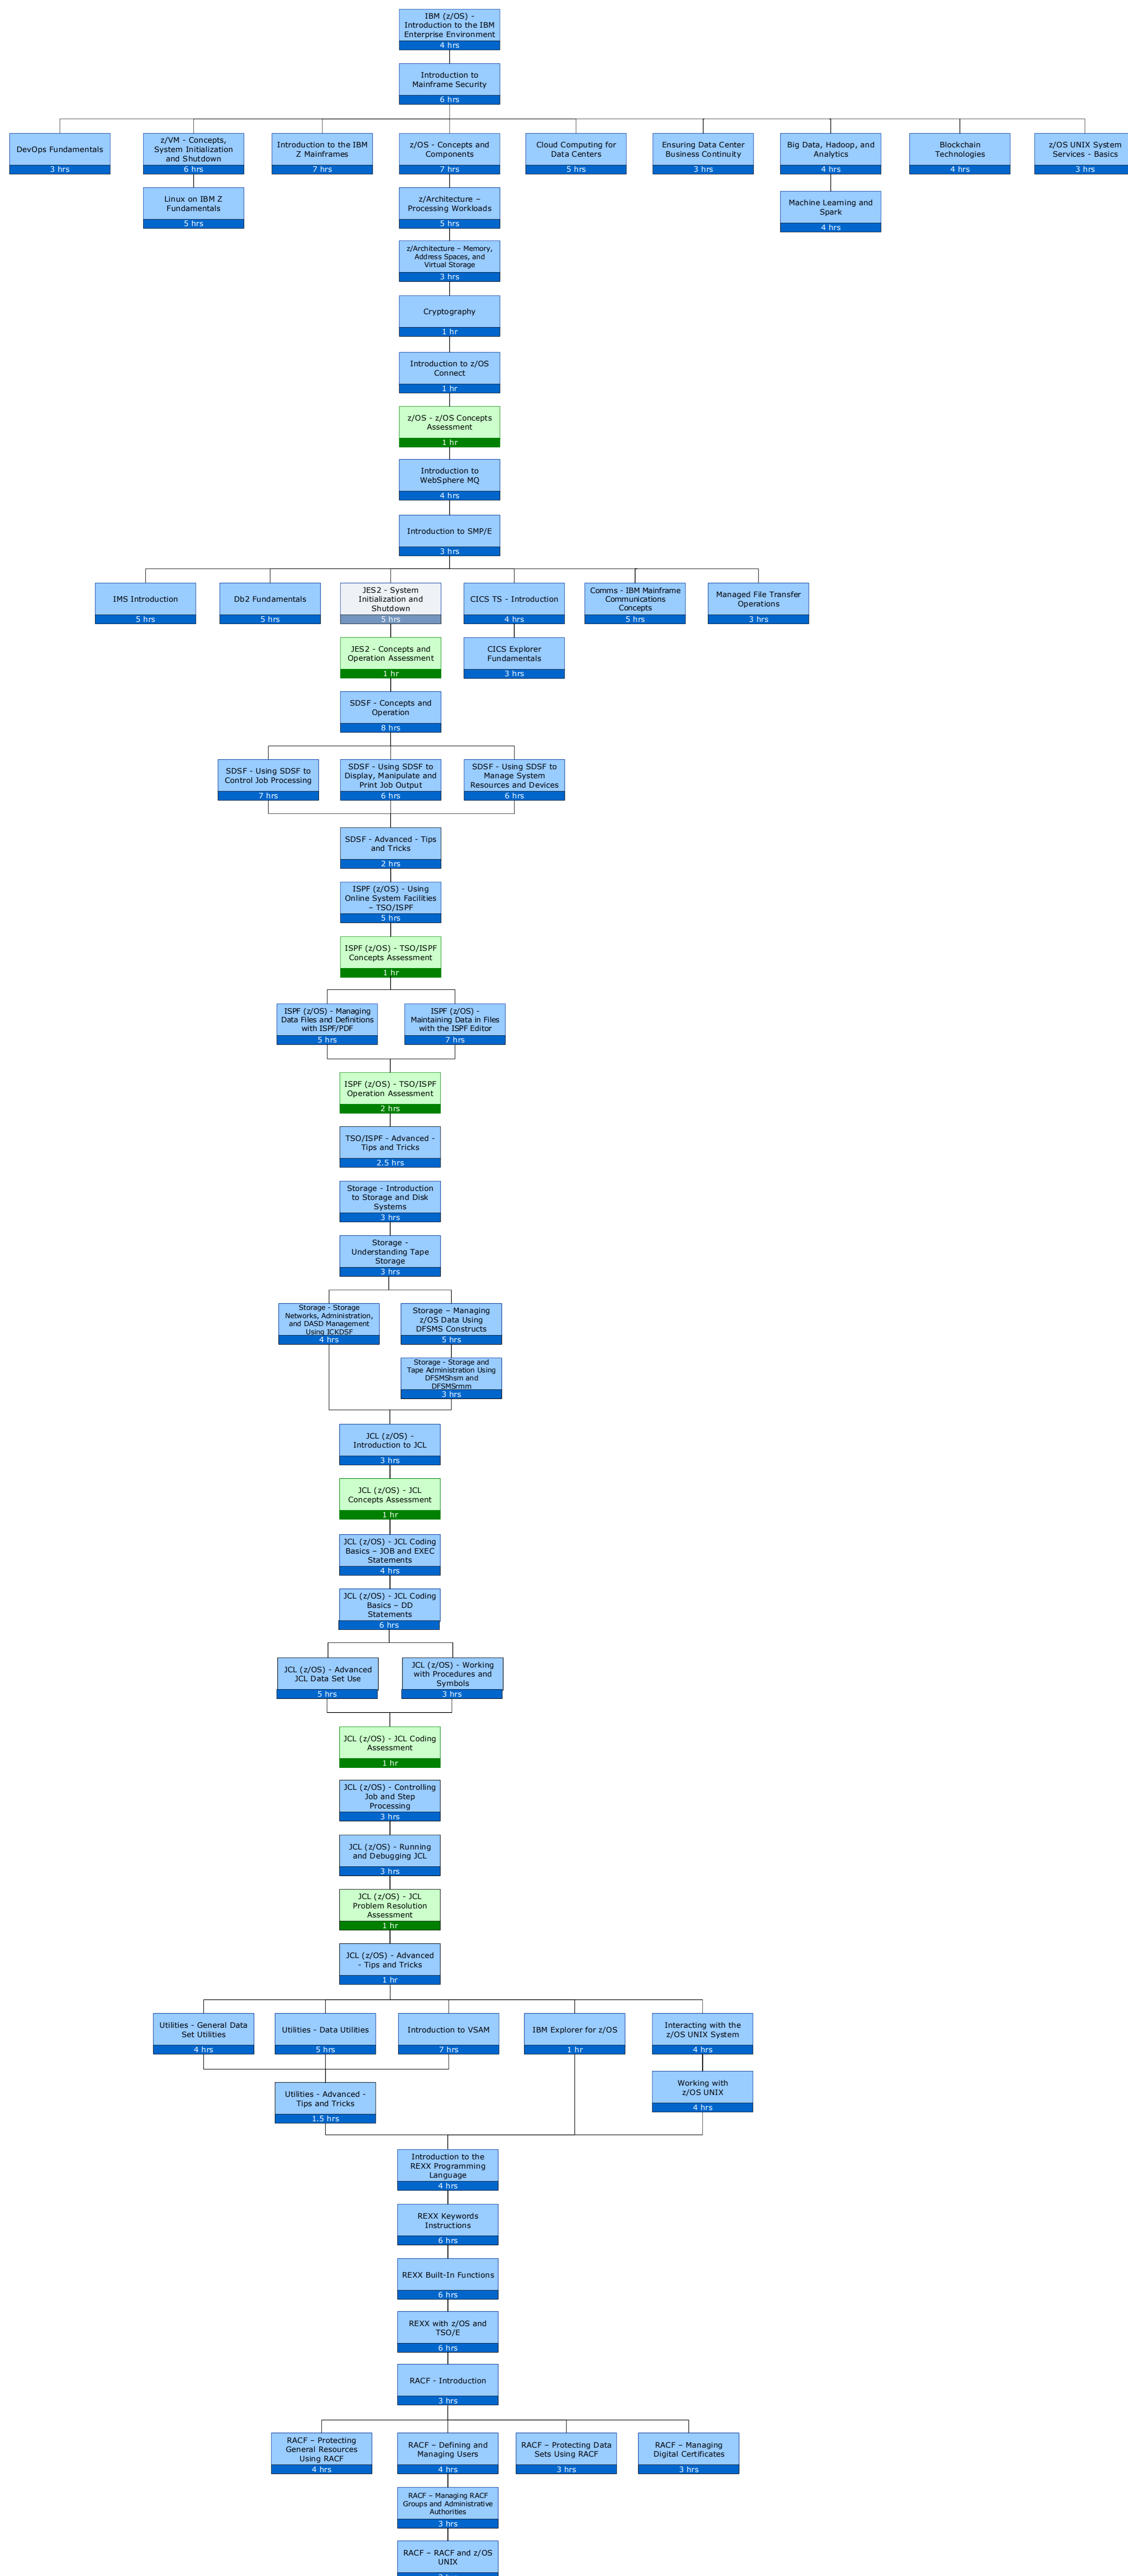 IBM (z/OS) -
Introduction to the IBM
Enterprise Environment
4 hrs
Introduction to
Mainframe Security
6 hrs
DevOps Fundamentals
3 hrs
z/VM - Concepts,
System Initialization
and Shutdown
6 hrs
Introduction to the IBM
Z Mainframes
7 hrs
z/OS - Concepts and
Components
7 hrs
Cloud Computing for
Data Centers
5 hrs
Ensuring Data Center
Business Continuity
3 hrs
Big Data, Hadoop, and
Analytics
4 hrs
Blockchain
Technologies
4 hrs
z/OS UNIX System
Services - Basics
3 hrs
Linux on IBM Z
Fundamentals
5 hrs
z/Architecture –
Processing Workloads
5 hrs
Machine Learning and
Spark
4 hrs
z/Architecture – Memory,
Address Spaces, and
Virtual Storage
3 hrs
Cryptography
1 hr
Introduction to z/OS
Connect
1 hr
z/OS - z/OS Concepts
Assessment
1 hr
Introduction to
WebSphere MQ
4 hrs
Introduction to SMP/E
3 hrs
IMS Introduction
5 hrs
Db2 Fundamentals
5 hrs
JES2 - System
Initialization and
Shutdown
5 hrs
CICS TS - Introduction
4 hrs
Comms - IBM Mainframe
Communications
Concepts
5 hrs
Managed File Transfer
Operations
3 hrs
JES2 - Concepts and
Operation Assessment
1 hr
CICS Explorer
Fundamentals
3 hrs
SDSF - Concepts and
Operation
8 hrs
SDSF - Using SDSF to
Control Job Processing
7 hrs
SDSF - Using SDSF to
Display, Manipulate and
Print Job Output
6 hrs
SDSF - Using SDSF to
Manage System
Resources and Devices
6 hrs
SDSF - Advanced - Tips
and Tricks
2 hrs
ISPF (z/OS) - Using
Online System Facilities
– TSO/ISPF
5 hrs
ISPF (z/OS) - TSO/ISPF
Concepts Assessment
1 hr
ISPF (z/OS) - Managing
Data Files and Definitions
with ISPF/PDF
5 hrs
ISPF (z/OS) -
Maintaining Data in Files
with the ISPF Editor
7 hrs
ISPF (z/OS) - TSO/ISPF
Operation Assessment
2 hrs
TSO/ISPF - Advanced -
Tips and Tricks
2.5 hrs
Storage - Introduction
to Storage and Disk
Systems
3 hrs
Storage -
Understanding Tape
Storage
3 hrs
Storage - Storage
Networks, Administration,
and DASD Management
Using ICKDSF
4 hrs
Storage – Managing
z/OS Data Using
DFSMS Constructs
5 hrs
Storage - Storage and
Tape Administration Using
DFSMShsm and
DFSMSrmm
3 hrs
JCL (z/OS) -
Introduction to JCL
3 hrs
JCL (z/OS) - JCL
Concepts Assessment
1 hr
JCL (z/OS) - JCL Coding
Basics – JOB and EXEC
Statements
4 hrs
JCL (z/OS) - JCL Coding
Basics – DD
Statements
6 hrs
JCL (z/OS) - Advanced
JCL Data Set Use
5 hrs
JCL (z/OS) - Working
with Procedures and
Symbols
3 hrs
JCL (z/OS) - JCL Coding
Assessment
1 hr
JCL (z/OS) - Controlling
Job and Step
Processing
3 hrs
JCL (z/OS) - Running
and Debugging JCL
3 hrs
JCL (z/OS) - JCL
Problem Resolution
Assessment
1 hr
JCL (z/OS) - Advanced
- Tips and Tricks
1 hr
Utilities - General Data
Set Utilities
4 hrs
Utilities - Data Utilities
5 hrs
Introduction to VSAM
7 hrs
IBM Explorer for z/OS
1 hr
Interacting with the
z/OS UNIX System
4 hrs
Utilities - Advanced -
Tips and Tricks
1.5 hrs
Working with
z/OS UNIX
4 hrs
Introduction to the
REXX Programming
Language
4 hrs
REXX Keywords
Instructions
6 hrs
REXX Built-In Functions
6 hrs
REXX with z/OS and
TSO/E
6 hrs
RACF - Introduction
3 hrs
RACF – Protecting
General Resources
Using RACF
4 hrs
RACF – Defining and
Managing Users
4 hrs
RACF – Protecting Data
Sets Using RACF
3 hrs
RACF – Managing
Digital Certificates
3 hrs
RACF – Managing RACF
Groups and Administrative
Authorities
3 hrs
RACF – RACF and z/OS
UNIX